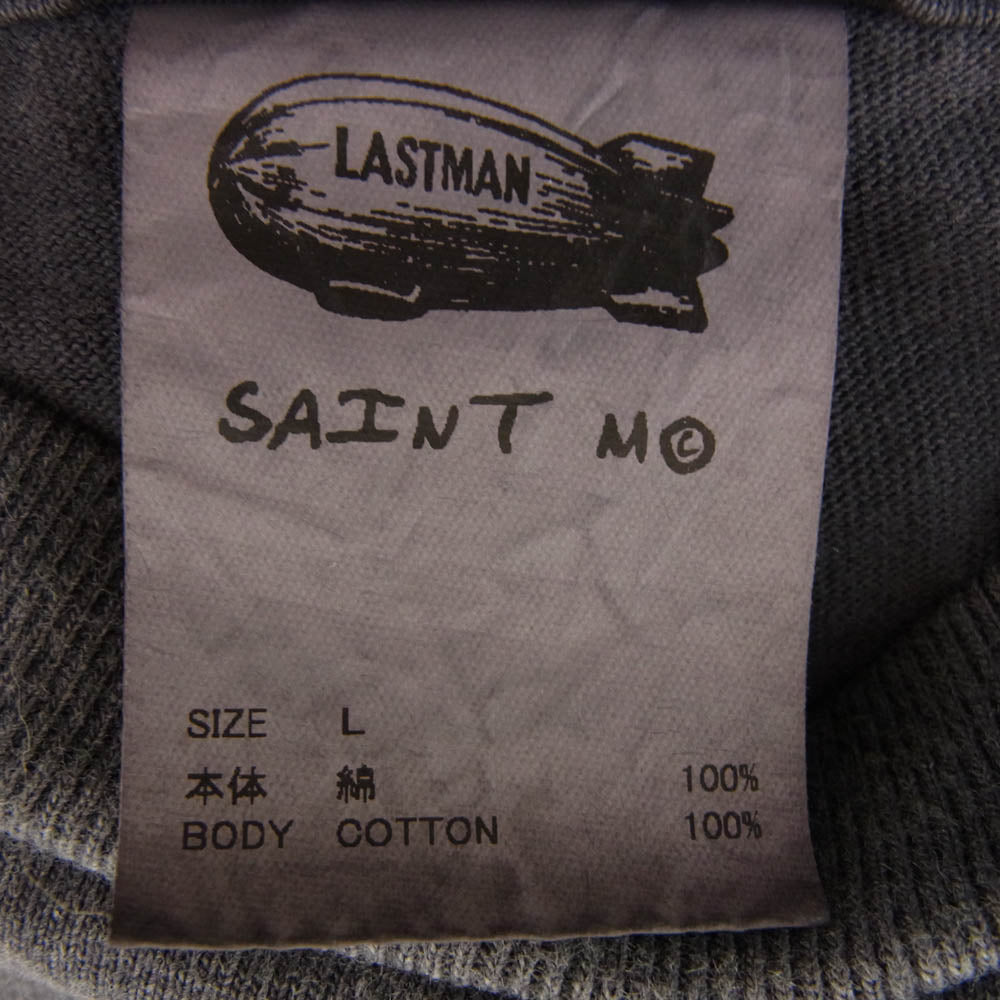 LASTMAN
SAINT M©
SIZE L
本体 綿 100%
BODY COTTON 100%